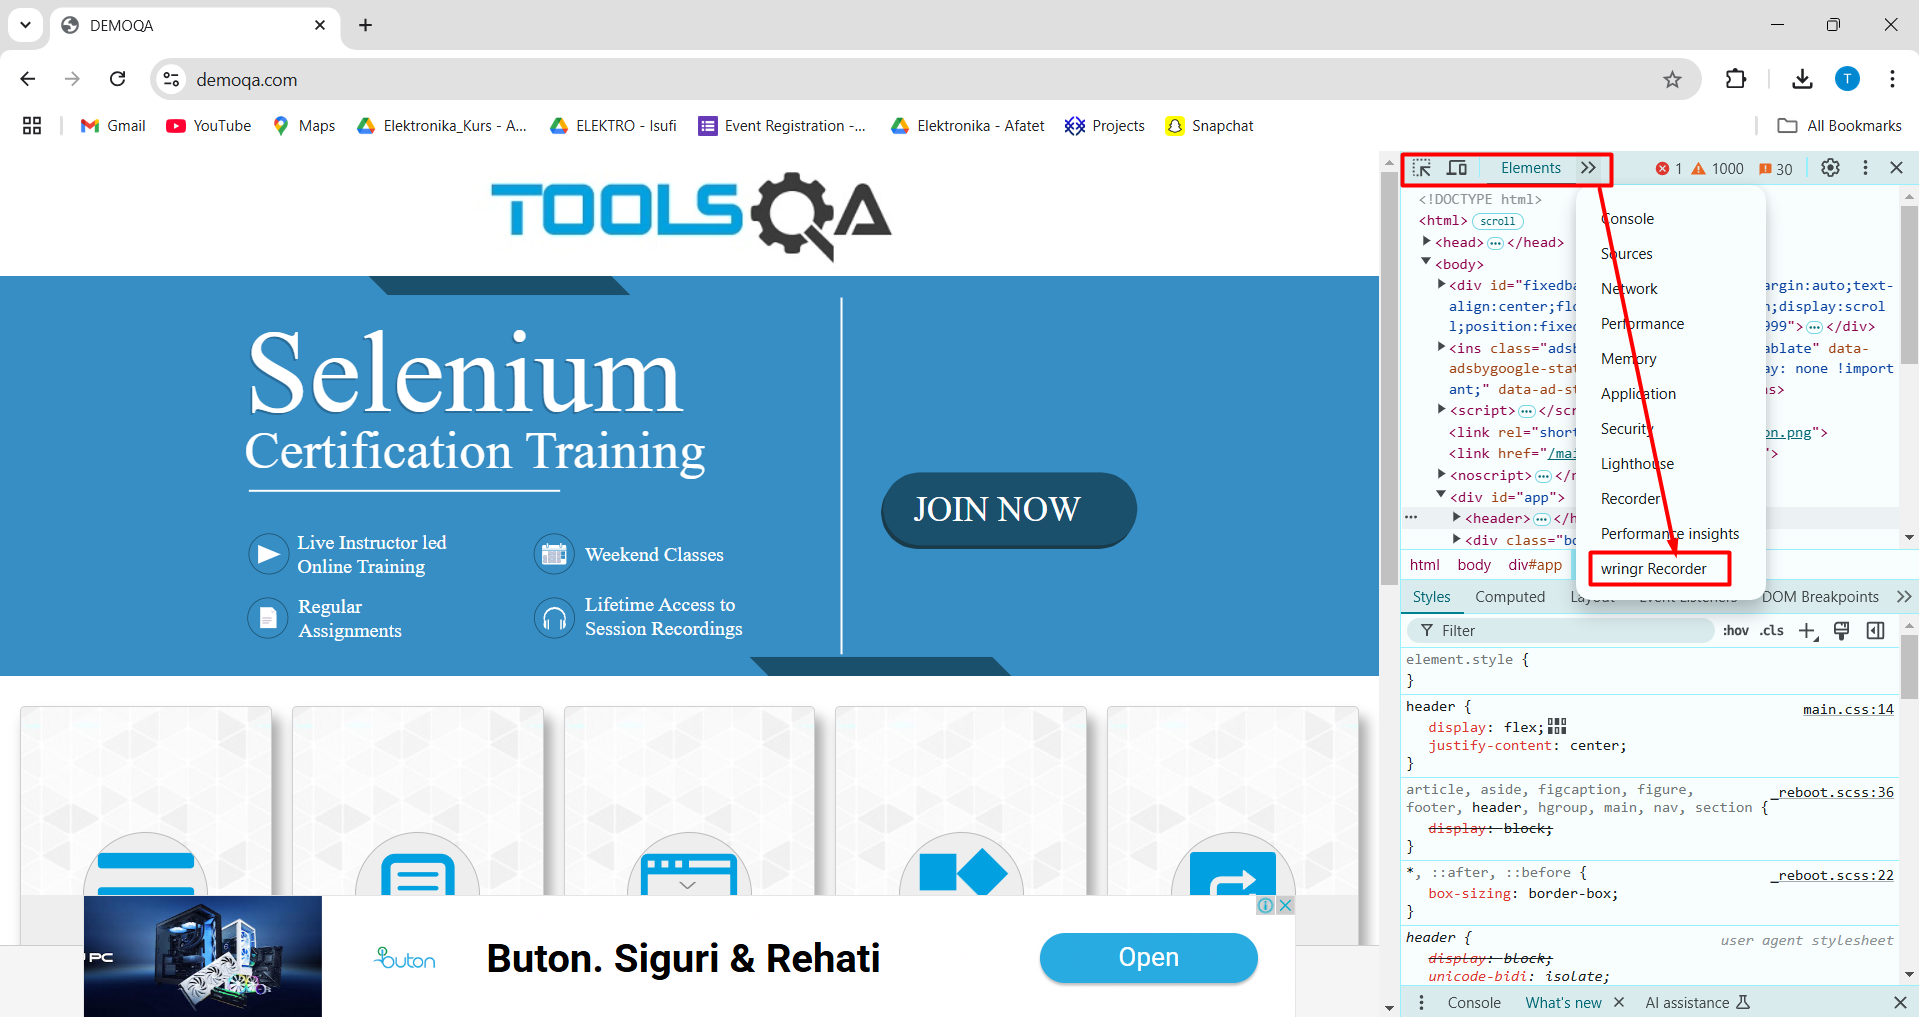 DEMOQA
demoqa.com
T
Gmail
YouTube
Maps
Elektronika_Kurs - A...
ELEKTRO - Isufi
Event Registration -...
Elektronika - Afatet
Projects
Snapchat
All Bookmarks
TOOLSQA
Selenium
Certification Training
Live Instructor led
Online Training
Weekend Classes
Regular
Assignments
Lifetime Access to
Session Recordings
JOIN NOW
PC
buton
Buton. Siguri & Rehati
Open
Elements
1
1000
30
Console
Sources
Network
Performance
Memory
Application
Security
Lighthouse
Recorder
Performance insights
wringr Recorder
<!DOCTYPE html>
<html> scroll
<head> ... </head>
<body>
<div id="fixedba argin:auto;text-
align:center;flo n;display:scrol
l;position:fixed 999"> ... </div>
<ins class="adsb ablate" data-
adsbygoogle-stat ay: none !import
ant;" data-ad-st ns>
<script> ... </scr
<link rel="short on.png">
<link href="/mai ">
<noscript> ... </n
<div id="app">
... <header> ... </h
<div class="bo
html body div#app
Styles Computed Layout Event Listeners DOM Breakpoints
Filter :hov .cls
element.style {
}
header { main.css:14
display: flex;
justify-content: center;
}
article, aside, figcaption, figure, _reboot.scss:36
footer, header, hgroup, main, nav, section {
display: block;
}
*, ::after, ::before { _reboot.scss:22
box-sizing: border-box;
}
header { user agent stylesheet
display: block;
unicode-bidi: isolate;
Console What's new AI assistance